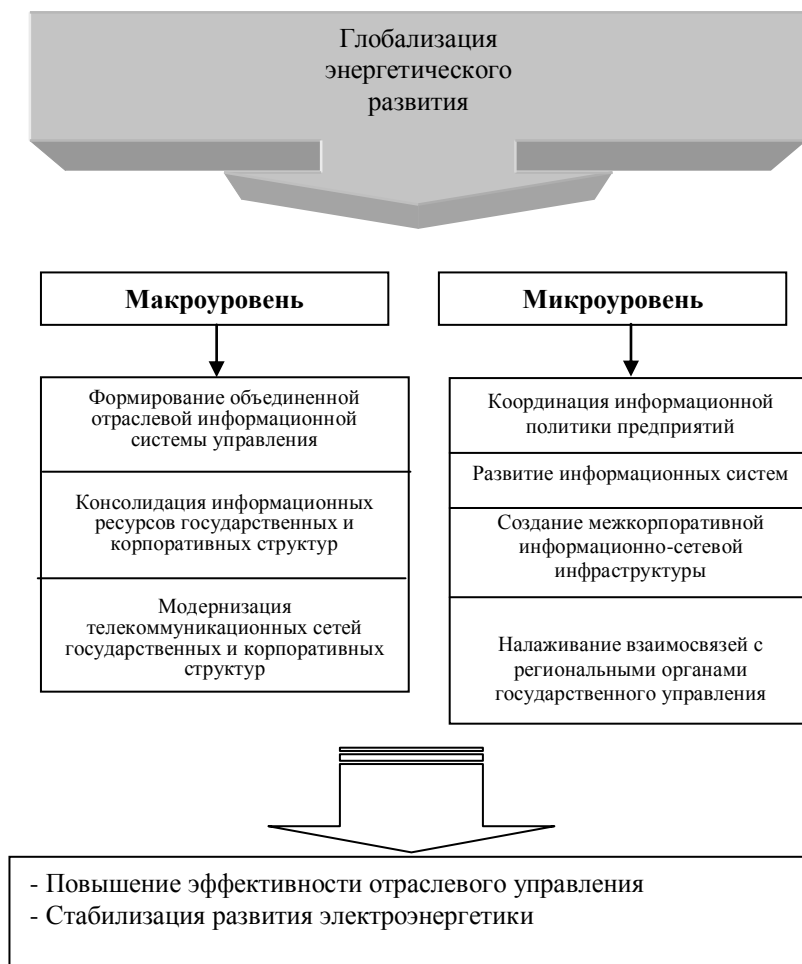 Глобализация
энергетического
развития
Макроуровень
Формирование объединенной
отраслевой информационной
системы управления
Консолидация информационных
ресурсов государственных и
корпоративных структур
Модернизация
телекоммуникационных сетей
государственных и корпоративных
структур
Микроуровень
Координация информационной
политики предприятий
Развитие информационных систем
Создание межкорпоративной
информационно-сетевой
инфраструктуры
Налаживание взаимосвязей с
региональными органами
государственного управления
- Повышение эффективности отраслевого управления
- Стабилизация развития электроэнергетики